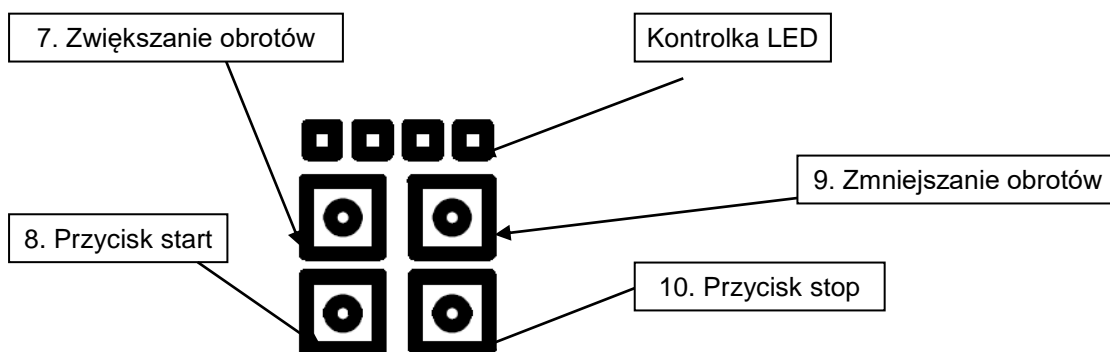 7. Zwiększanie obrotów
Kontrolka LED
9. Zmniejszanie obrotów
8. Przycisk start
10. Przycisk stop